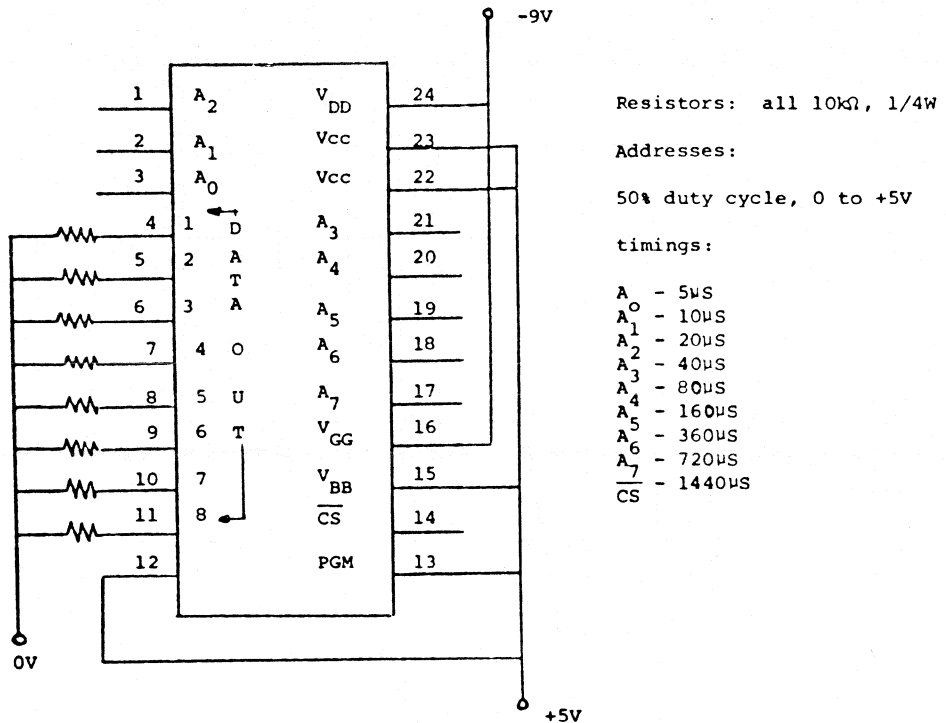 -9V
1 A2 VDD 24
2 A1 Vcc 23
3 A0 Vcc 22
4 1 D A3 21
5 2 A A4 20
T
6 3 A A5 19
7 4 O A6 18
8 5 U A7 17
9 6 T VGG 16
10 7 VBB 15
11 8 CS 14
12 PGM 13
0V
+5V
Resistors: all 10kΩ, 1/4W
Addresses:
50% duty cycle, 0 to +5V
timings:
A0 - 5µS
A1 - 10µS
A2 - 20µS
A3 - 40µS
A4 - 80µS
A5 - 160µS
A6 - 360µS
A7 - 720µS
CS - 1440µS